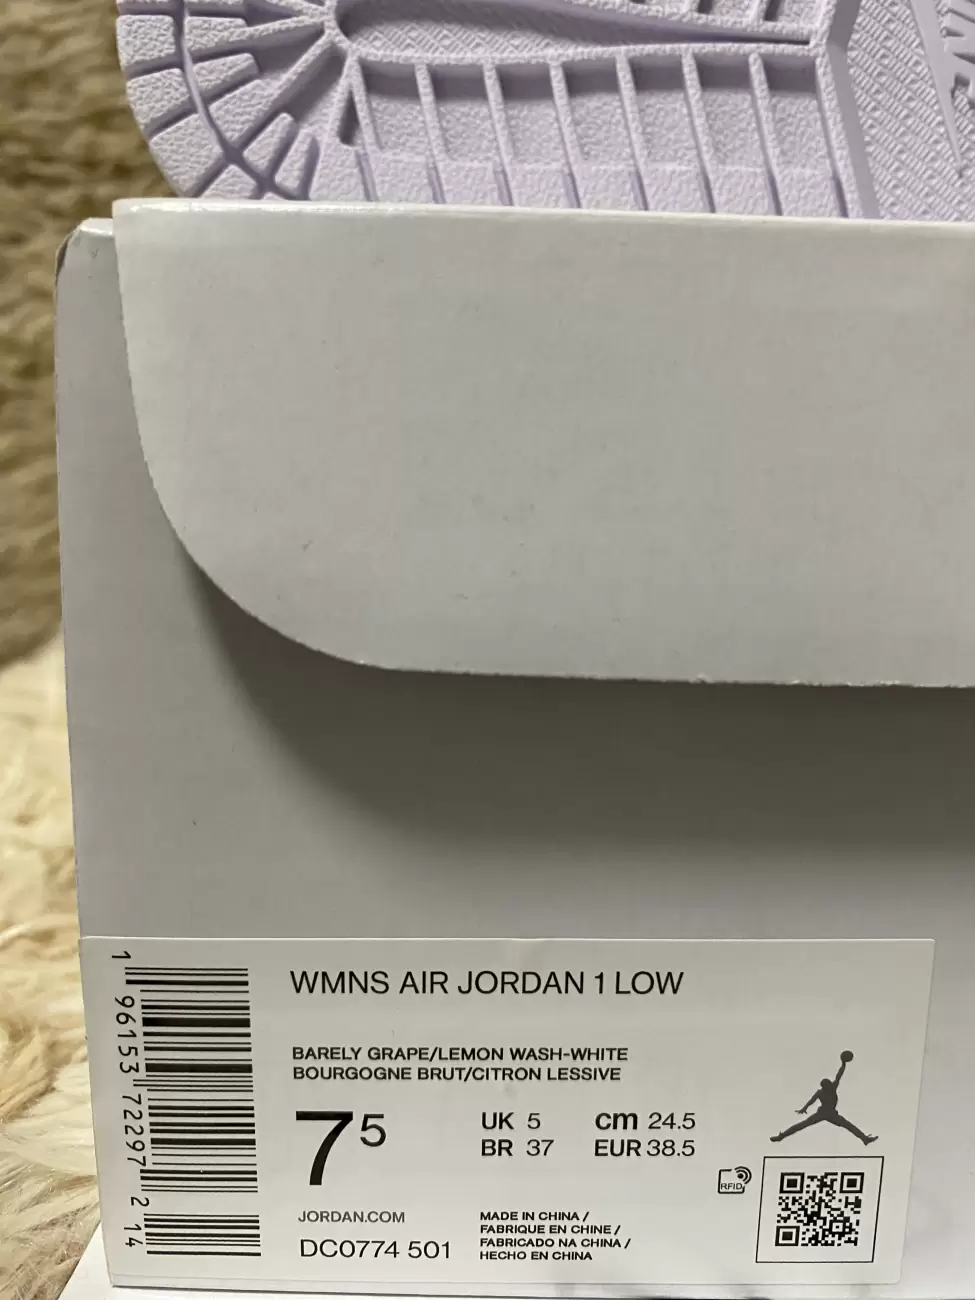 WMNS AIR JORDAN 1 LOW
BARELY GRAPE/LEMON WASH-WHITE
BOURGOGNE BRUT/CITRON LESSIVE
7 5
UK 5 cm 24.5
BR 37 EUR 38.5
RFID
JORDAN.COM
DC0774 501
MADE IN CHINA /
FABRIQUE EN CHINE /
FABRICADO NA CHINA /
HECHO EN CHINA
1 96153 72297 2 14